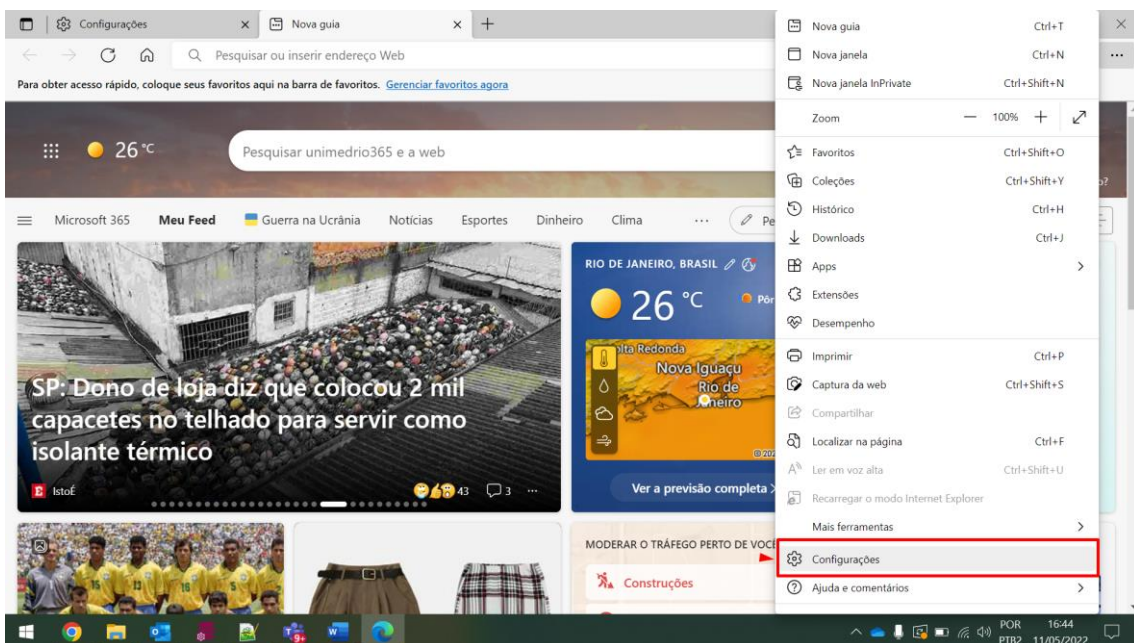 Configurações
Nova guia
Pesquisar ou inserir endereço Web
Para obter acesso rápido, coloque seus favoritos aqui na barra de favoritos. Gerenciar favoritos agora
26 °C
Pesquisar unimedrio365 e a web
Microsoft 365 Meu Feed Guerra na Ucrânia Notícias Esportes Dinheiro Clima ... Pe
SP: Dono de loja diz que colocou 2 mil
capacetes no telhado para servir como
isolante térmico
IstoÉ
43 3 ...
RIO DE JANEIRO, BRASIL
26 °C Pôr
Volta Redonda
Nova Iguaçu
Rio de
Janeiro
Ver a previsão completa >
MODERAR O TRÁFEGO PERTO DE VOCÊ
Construções
16 13 16 5
Nova guia Ctrl+T
Nova janela Ctrl+N
Nova janela InPrivate Ctrl+Shift+N
Zoom — 100% +
Favoritos Ctrl+Shift+O
Coleções Ctrl+Shift+Y
Histórico Ctrl+H
Downloads Ctrl+J
Apps
Extensões
Desempenho
Imprimir Ctrl+P
Captura da web Ctrl+Shift+S
Compartilhar
Localizar na página Ctrl+F
Ler em voz alta Ctrl+Shift+U
Recarregar o modo Internet Explorer
Mais ferramentas
Configurações
Ajuda e comentários
9+
POR 16:44
PTB2 11/05/2022